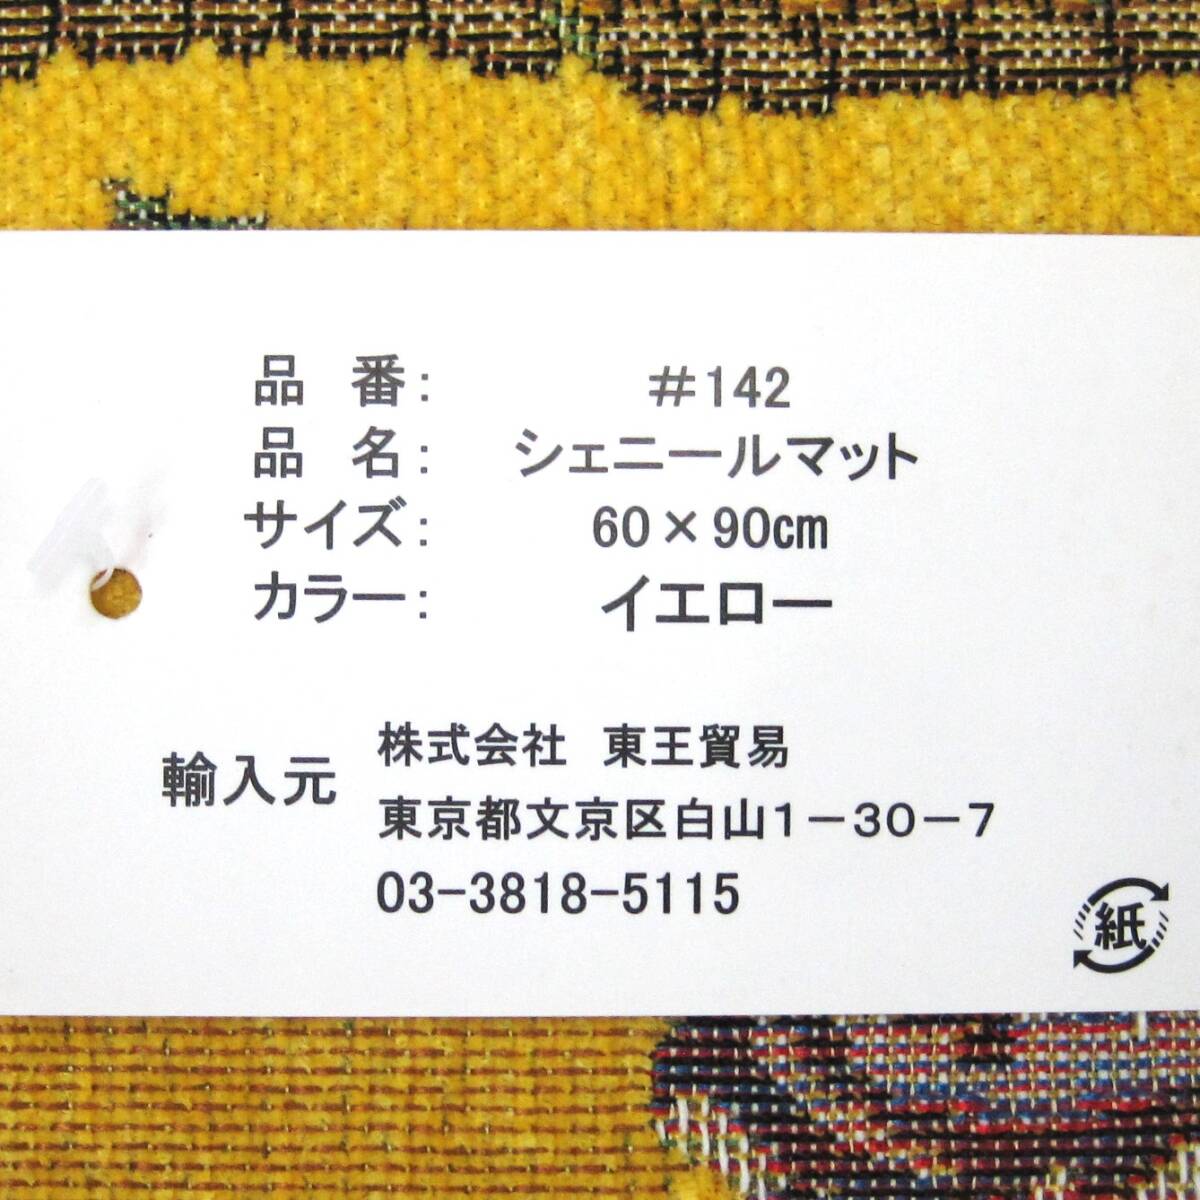 品 番: #142
品 名: シェニールマット
サイズ: 60×90㎝
カラー: イエロー
輸入元 株式会社 東王貿易
東京都文京区白山1-30-7
03-3818-5115
紙